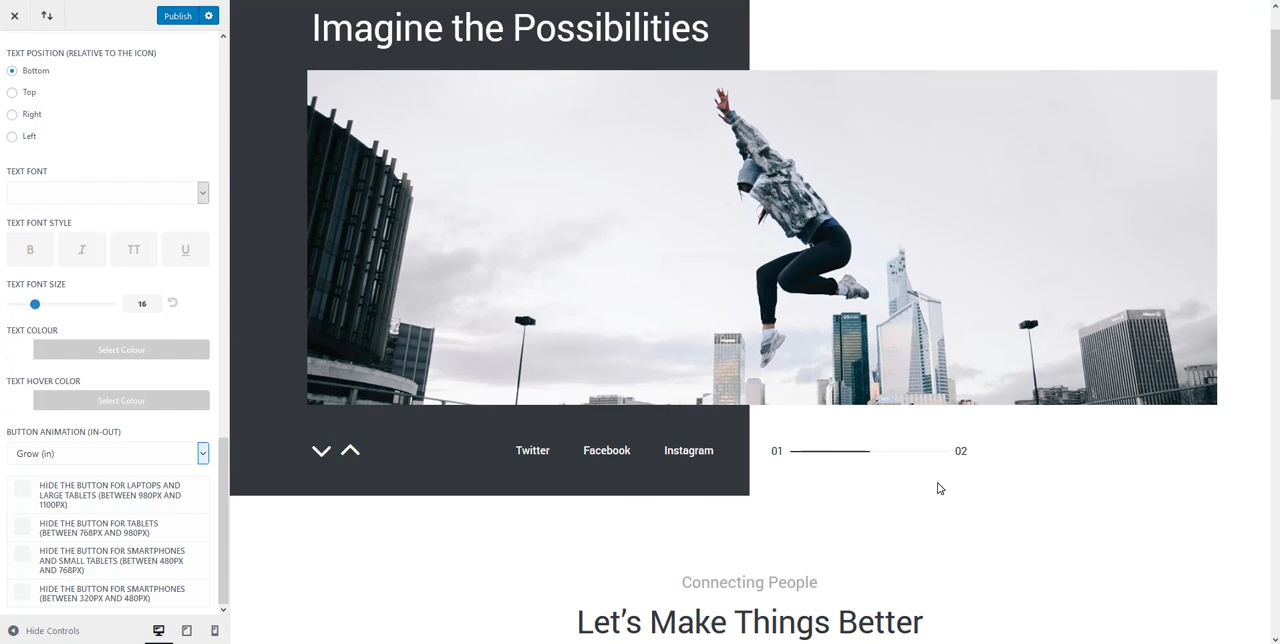 Publish
TEXT POSITION (RELATIVE TO THE ICON)
Bottom
Top
Right
Left
TEXT FONT
TEXT FONT STYLE
B I TT U
TEXT FONT SIZE
16
TEXT COLOUR
Select Colour
TEXT HOVER COLOR
Select Colour
BUTTON ANIMATION (IN-OUT)
Grow (in)
HIDE THE BUTTON FOR LAPTOPS AND
LARGE TABLETS (BETWEEN 980PX AND
1100PX)
HIDE THE BUTTON FOR TABLETS
(BETWEEN 768PX AND 980PX)
HIDE THE BUTTON FOR SMARTPHONES
AND SMALL TABLETS (BETWEEN 480PX
AND 768PX)
HIDE THE BUTTON FOR SMARTPHONES
(BETWEEN 320PX AND 480PX)
Hide Controls
Imagine the Possibilities
Twitter Facebook Instagram 01 02
Connecting People
Let’s Make Things Better